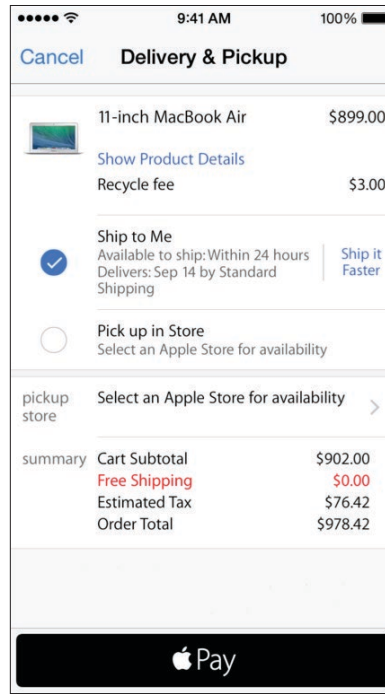 9:41 AM 100%
Cancel Delivery & Pickup
11-inch MacBook Air $899.00
Show Product Details
Recycle fee $3.00
Ship to Me
Available to ship: Within 24 hours
Delivers: Sep 14 by Standard
Shipping
Ship it
Faster
Pick up in Store
Select an Apple Store for availability
pickup
store
Select an Apple Store for availability
summary Cart Subtotal $902.00
Free Shipping $0.00
Estimated Tax $76.42
Order Total $978.42
Pay